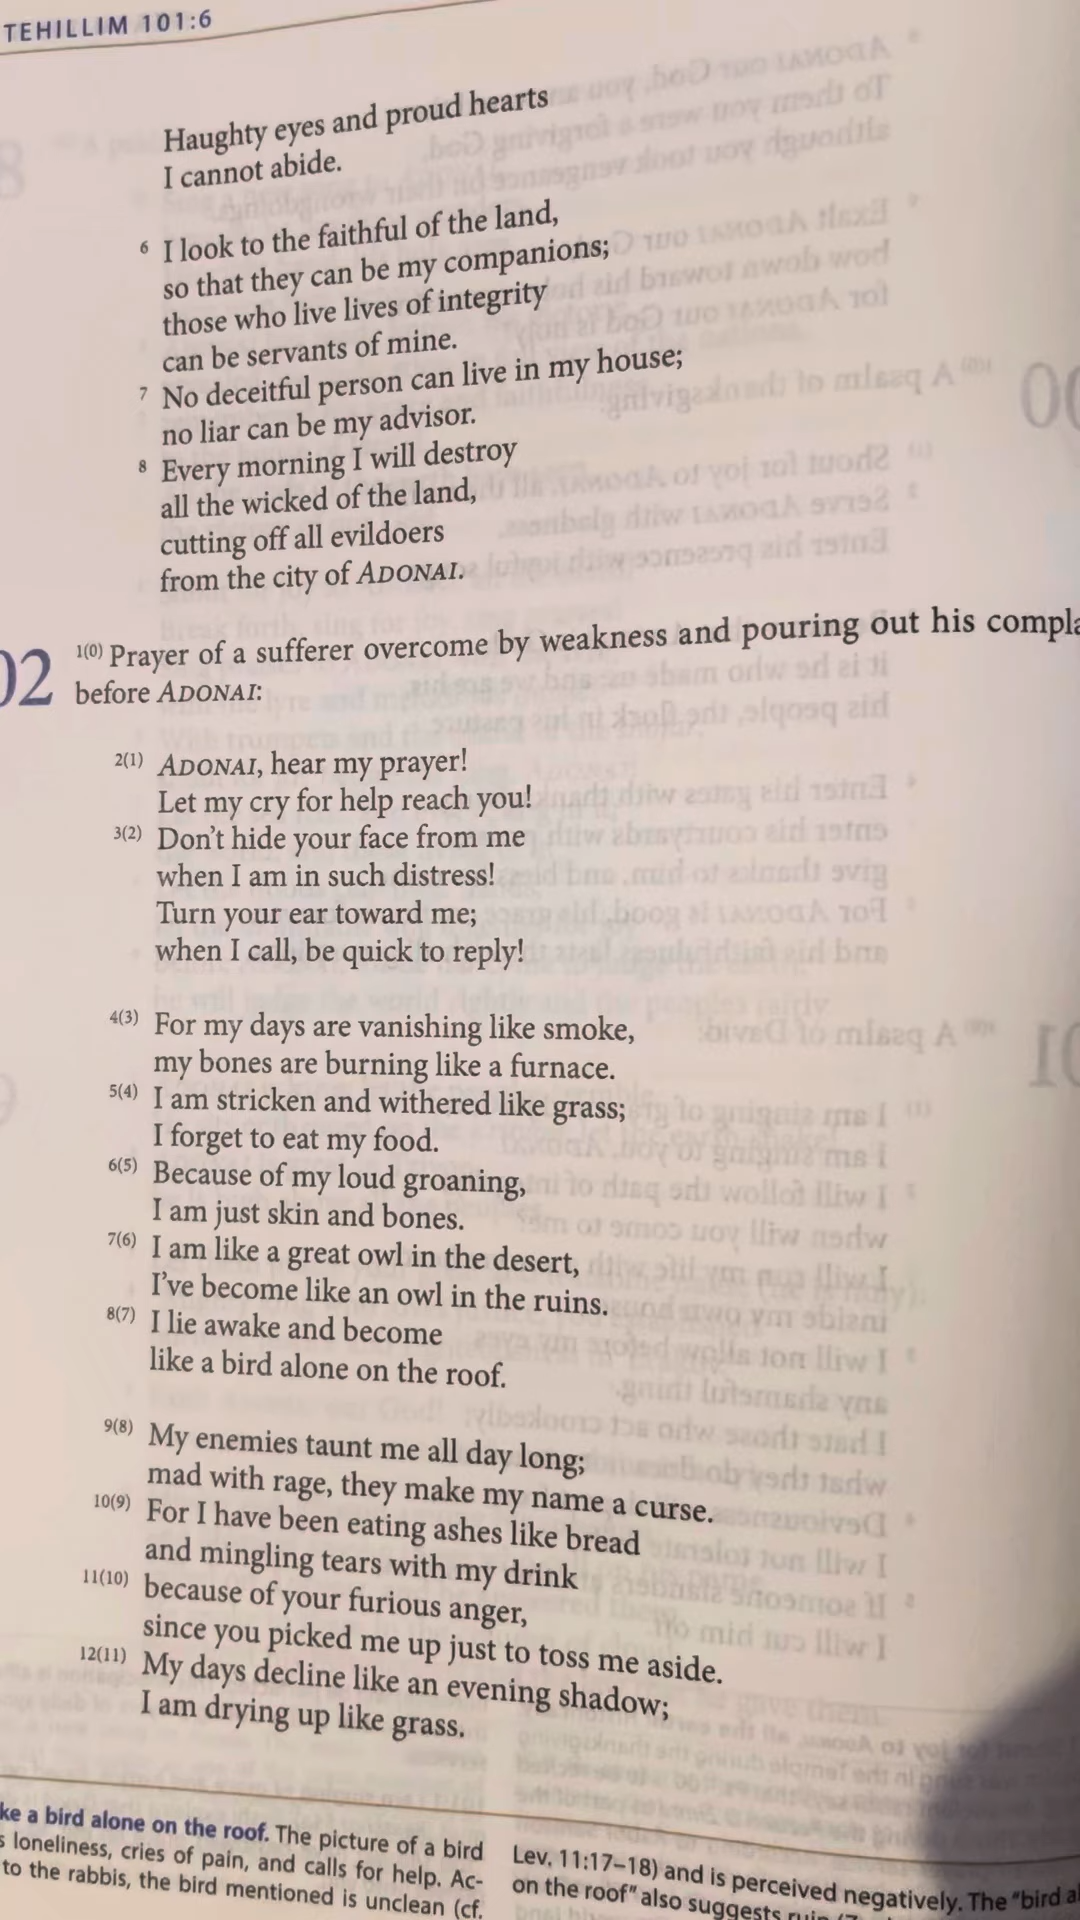 TEHILLIM 101:6
Haughty eyes and proud hearts
I cannot abide.
6 I look to the faithful of the land,
so that they can be my companions;
those who live lives of integrity
can be servants of mine.
7 No deceitful person can live in my house;
no liar can be my advisor.
8 Every morning I will destroy
all the wicked of the land,
cutting off all evildoers
from the city of ADONAI.
02 1(0) Prayer of a sufferer overcome by weakness and pouring out his compla
before ADONAI:
2(1) ADONAI, hear my prayer!
Let my cry for help reach you!
3(2) Don't hide your face from me
when I am in such distress!
Turn your ear toward me;
when I call, be quick to reply!
4(3) For my days are vanishing like smoke,
my bones are burning like a furnace.
5(4) I am stricken and withered like grass;
I forget to eat my food.
6(5) Because of my loud groaning,
I am just skin and bones.
7(6) I am like a great owl in the desert,
I've become like an owl in the ruins.
8(7) I lie awake and become
like a bird alone on the roof.
9(8) My enemies taunt me all day long;
mad with rage, they make my name a curse.
10(9) For I have been eating ashes like bread
and mingling tears with my drink
11(10) because of your furious anger,
since you picked me up just to toss me aside.
12(11) My days decline like an evening shadow;
I am drying up like grass.
ke a bird alone on the roof. The picture of a bird
s loneliness, cries of pain, and calls for help. Ac-
to the rabbis, the bird mentioned is unclean (cf.
Lev. 11:17–18) and is perceived negatively. The "bird al
on the roof" also suggests